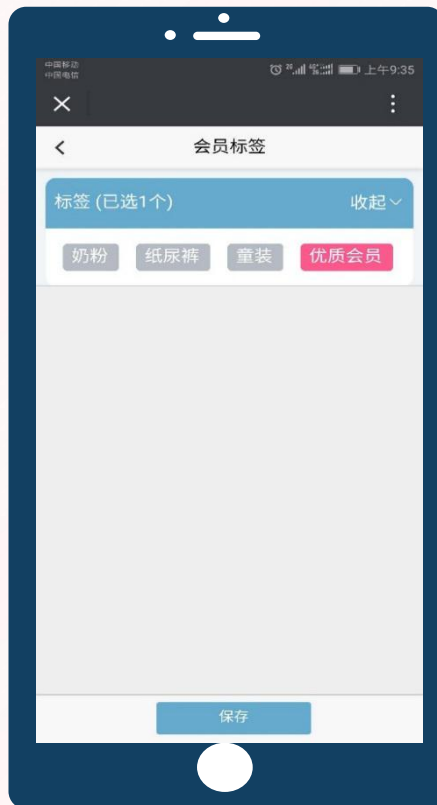 中国移动
中国电信
上午9:35
会员标签
标签 (已选1个) 收起
奶粉 纸尿裤 童装 优质会员
保存